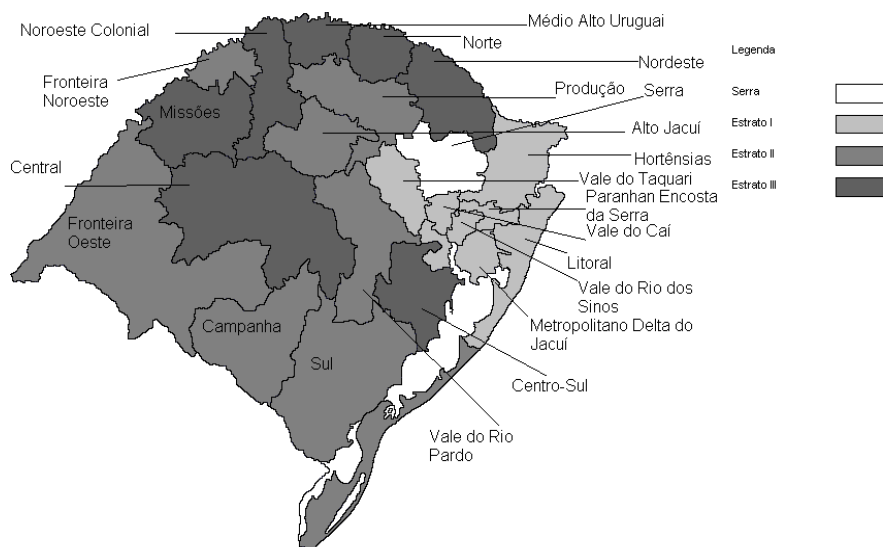 Médio Alto Uruguai
Noroeste Colonial
Norte
Legenda
Nordeste
Fronteira
Noroeste
Produção
Serra
Serra
Missões
Alto Jacuí
Estrato I
Hortênsias
Estrato II
Central
Vale do Taquari
Estrato III
Paranhan Encosta
da Serra
Fronteira
Oeste
Vale do Caí
Litoral
Vale do Rio dos
Sinos
Campanha
Metropolitano Delta do
Jacuí
Sul
Centro-Sul
Vale do Rio
Pardo